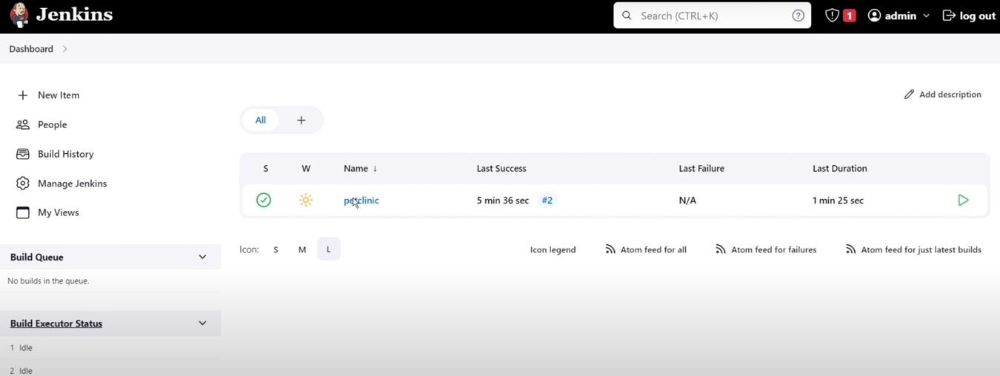 Jenkins
Search (CTRL+K)
1
admin
log out
Dashboard
New Item
People
Build History
Manage Jenkins
My Views
Build Queue
No builds in the queue.
Build Executor Status
1 Idle
2 Idle
Add description
All +
S W Name ↓ Last Success Last Failure Last Duration
petclinic 5 min 36 sec #2 N/A 1 min 25 sec
Icon: S M L Icon legend Atom feed for all Atom feed for failures Atom feed for just latest builds